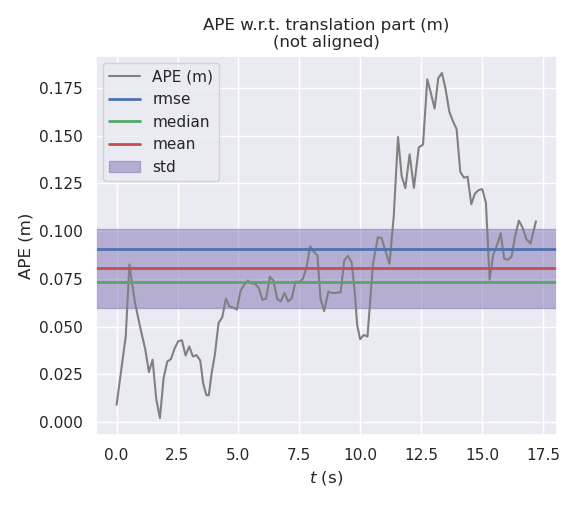 APE w.r.t. translation part (m)
(not aligned)
APE (m)
rmse
median
mean
std
APE (m)
0.175
0.150
0.125
0.100
0.075
0.050
0.025
0.000
0.0 2.5 5.0 7.5 10.0 12.5 15.0 17.5
t (s)